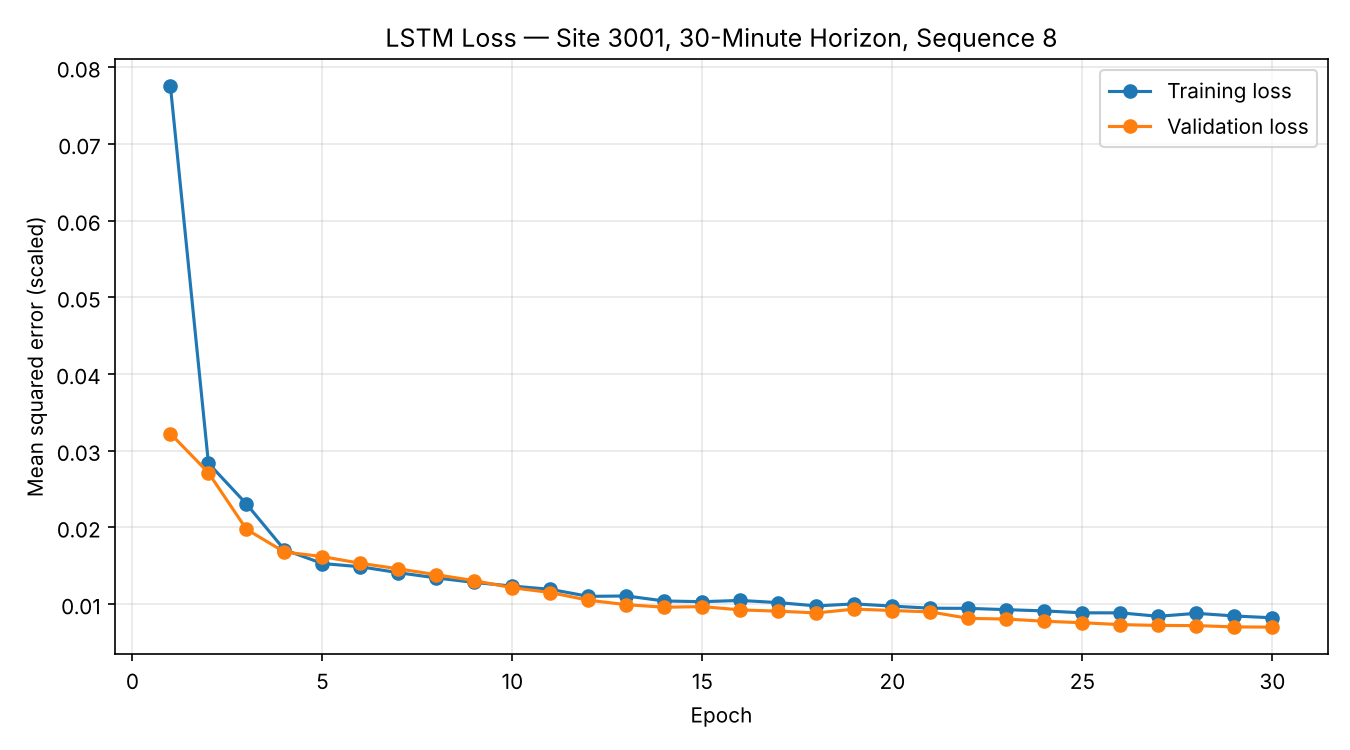 LSTM Loss — Site 3001, 30-Minute Horizon, Sequence 8
Training loss
Validation loss
Mean squared error (scaled)
0.08
0.07
0.06
0.05
0.04
0.03
0.02
0.01
0 5 10 15 20 25 30
Epoch